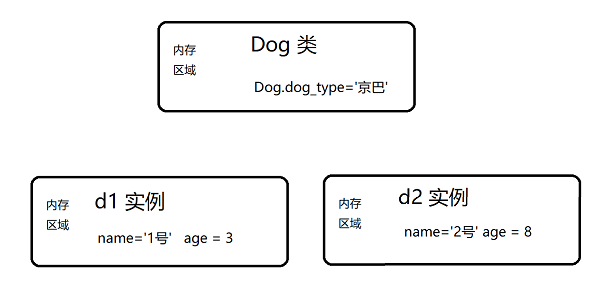 内存 Dog 类
区域
Dog.dog_type='京巴'
内存 d1 实例
区域
name='1号' age = 3
内存 d2 实例
区域
name='2号' age = 8